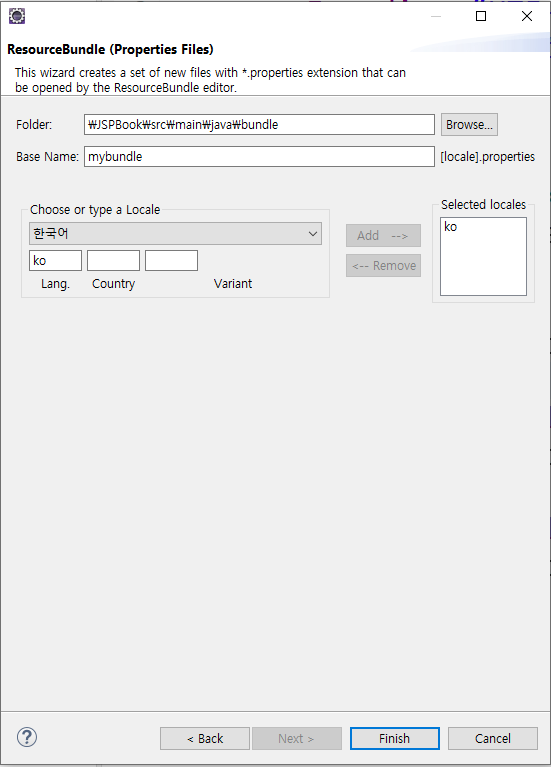 ResourceBundle (Properties Files)
This wizard creates a set of new files with *.properties extension that can
be opened by the ResourceBundle editor.
Folder: ₩JSPBook₩src₩main₩java₩bundle Browse...
Base Name: mybundle [locale].properties
Choose or type a Locale
한국어
ko
Lang. Country Variant
Add -->
<-- Remove
Selected locales
ko
? < Back Next > Finish Cancel